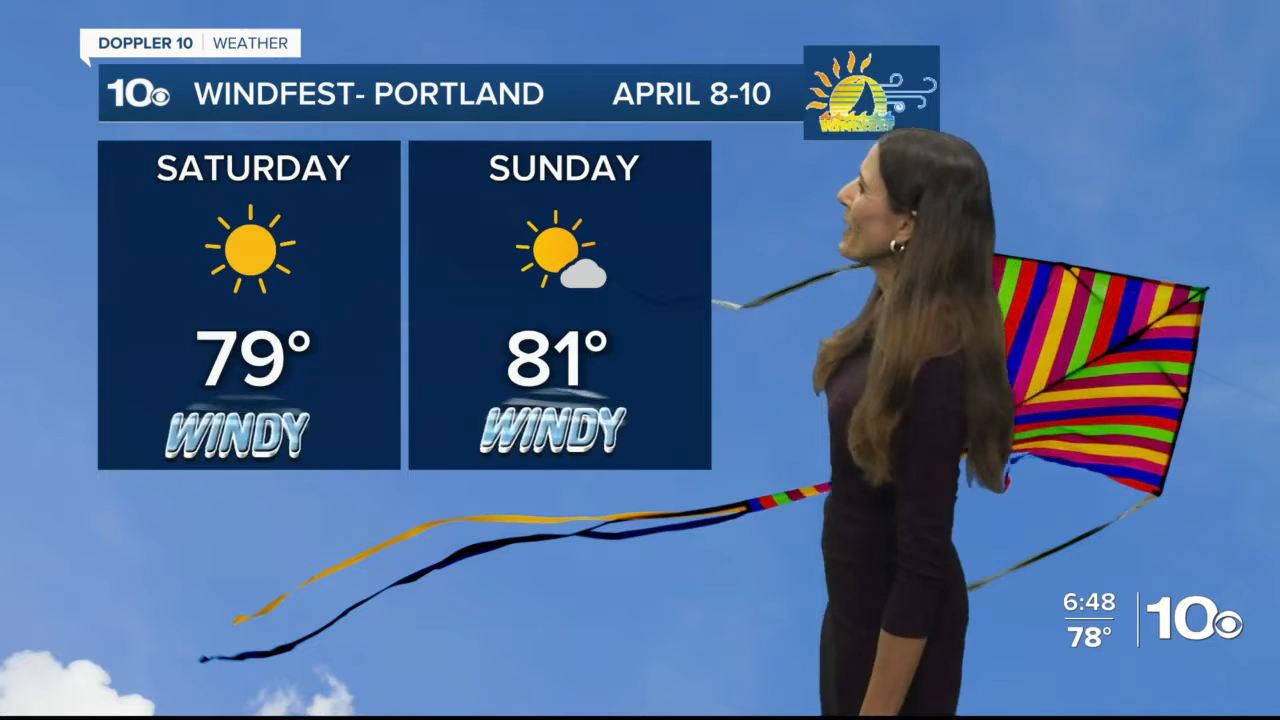 DOPPLER 10 | WEATHER
10 WINDFEST- PORTLAND APRIL 8-10
WINDFEST
SATURDAY
79°
WINDY
SUNDAY
81°
WINDY
6:48
78°
10